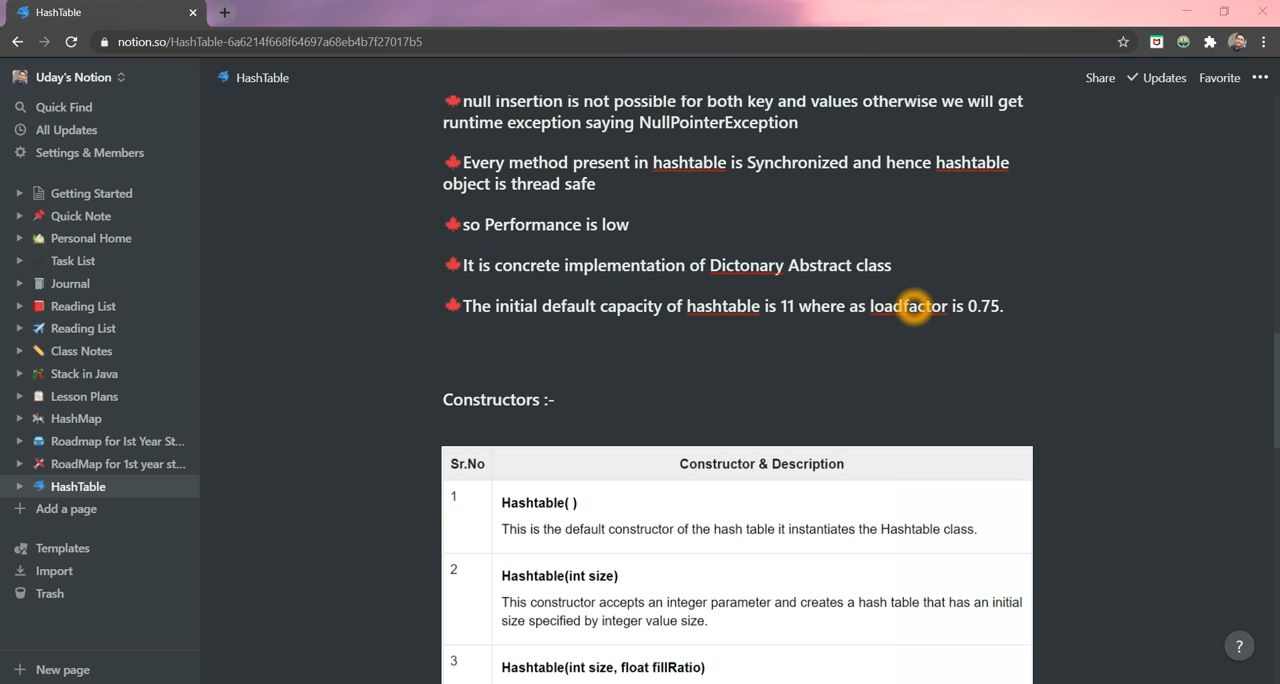 HashTable
notion.so/HashTable-6a6214f668f64697a68eb4b7f27017b5
Uday's Notion
HashTable
Share
Updates
Favorite
Quick Find
All Updates
Settings & Members
Getting Started
Quick Note
Personal Home
Task List
Journal
Reading List
Reading List
Class Notes
Stack in Java
Lesson Plans
HashMap
Roadmap for Ist Year St...
RoadMap for 1st year st...
HashTable
Add a page
Templates
Import
Trash
New page
null insertion is not possible for both key and values otherwise we will get
runtime exception saying NullPointerException
Every method present in hashtable is Synchronized and hence hashtable
object is thread safe
so Performance is low
It is concrete implementation of Dictonary Abstract class
The initial default capacity of hashtable is 11 where as loadfactor is 0.75.
Constructors :-
Sr.No Constructor & Description
1 Hashtable( )
This is the default constructor of the hash table it instantiates the Hashtable class.
2 Hashtable(int size)
This constructor accepts an integer parameter and creates a hash table that has an initial
size specified by integer value size.
3 Hashtable(int size, float fillRatio)
?